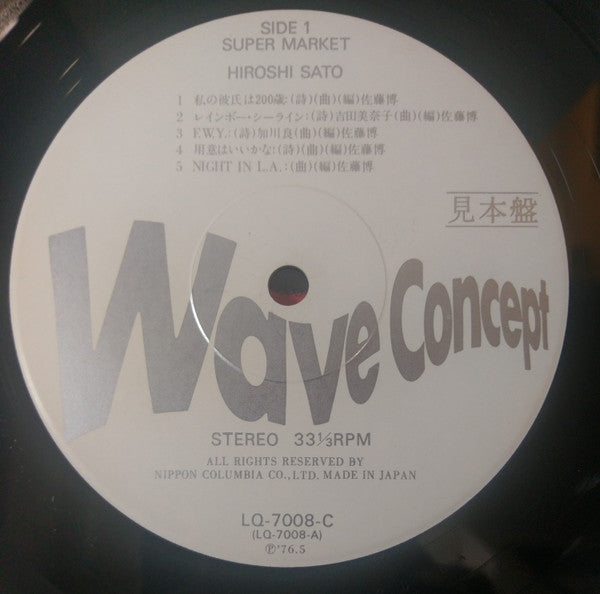 SIDE 1
SUPER MARKET
HIROSHI SATO
1 私の彼氏は200歳:(詩)(曲)(編)佐藤博
2 レインボー・シーライン:(詩)吉田美奈子(曲)(編)佐藤博
3 E.W.Y.:(詩)加川良(曲)(編)佐藤博
4 用意はいいかな:(詩)(曲)(編)佐藤博
5 NIGHT IN L.A.:(曲)(編)佐藤博
見本盤
Wave Concept
STEREO 33⅓RPM
ALL RIGHTS RESERVED BY
NIPPON COLUMBIA CO.,LTD. MADE IN JAPAN
LQ-7008-C
(LQ-7008-A)
Ⓟ'76.5